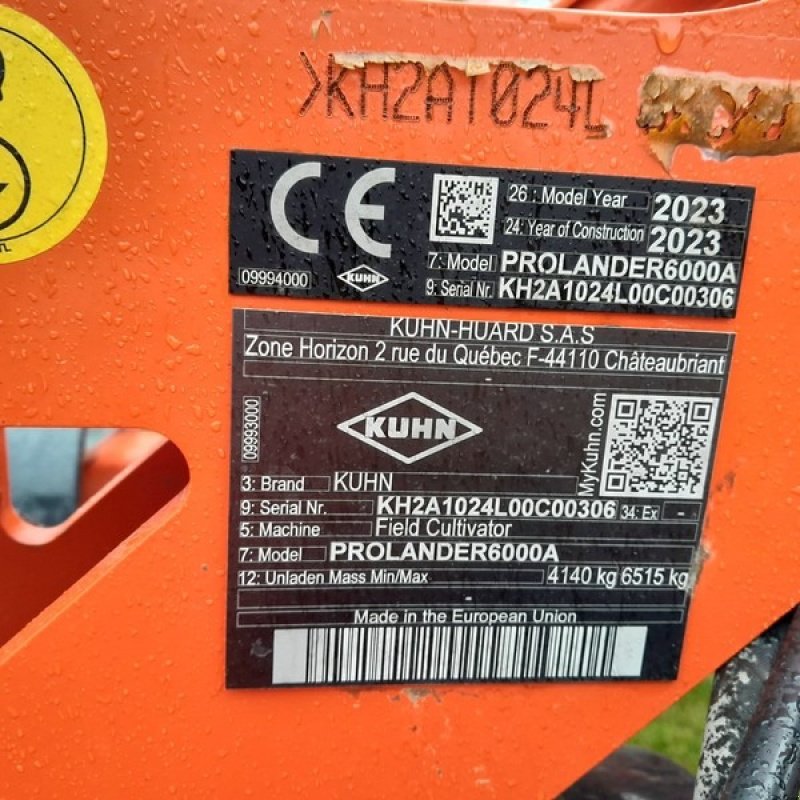 >KH2A1024L
CE
26 : Model Year 2023
24: Year of Construction 2023
7: Model PROLANDER6000A
9: Serial Nr. KH2A1024L00C00306
09994000
KUHN
KUHN-HUARD S.A.S
Zone Horizon 2 rue du Québec F-44110 Châteaubriant
09993000
KUHN
MyKuhn.com
3: Brand KUHN
9: Serial Nr. KH2A1024L00C00306 34: Ex -
5: Machine Field Cultivator
7: Model PROLANDER6000A
12: Unladen Mass Min/Max 4140 kg 6515 kg
-
Made in the European Union